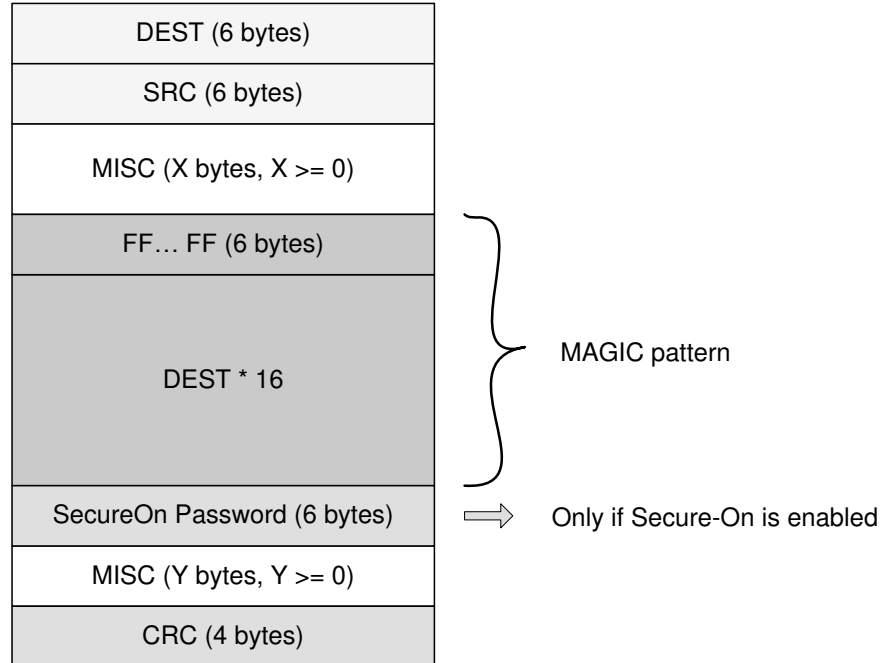 DEST (6 bytes)
SRC (6 bytes)
MISC (X bytes, X >= 0)
FF… FF (6 bytes)
DEST * 16
MAGIC pattern
SecureOn Password (6 bytes)
Only if Secure-On is enabled
MISC (Y bytes, Y >= 0)
CRC (4 bytes)